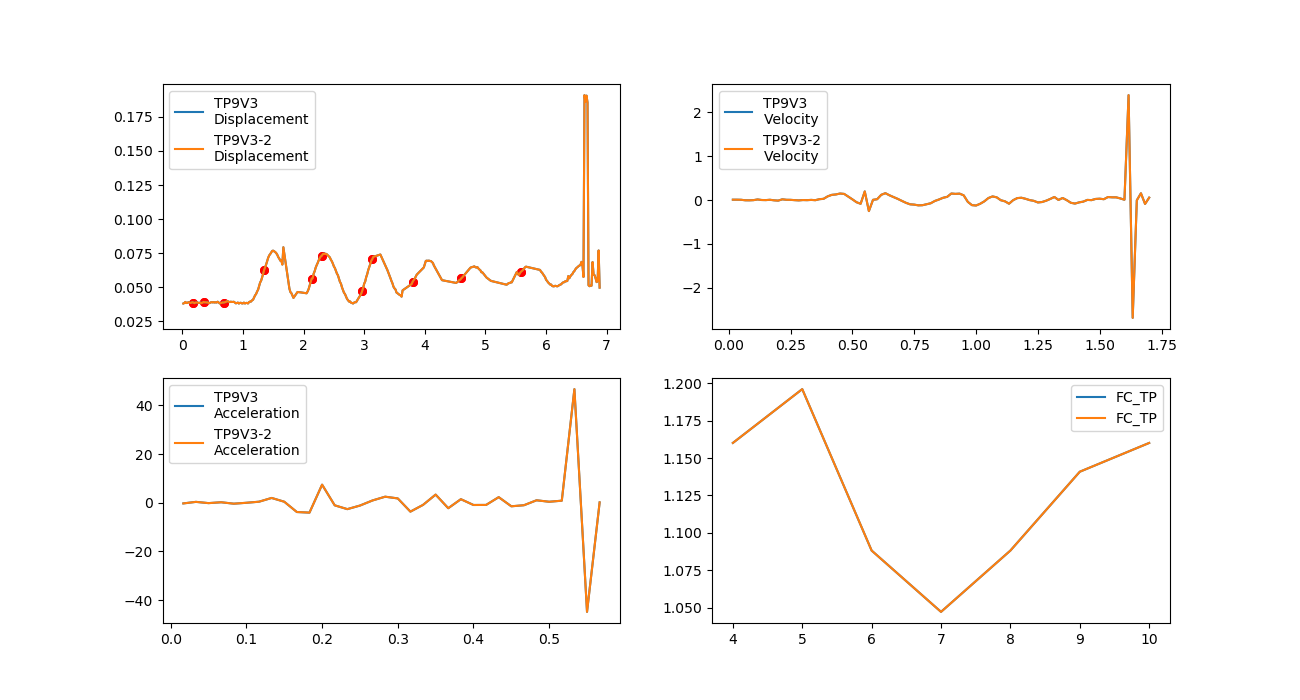 TP9V3
Displacement
TP9V3-2
Displacement
0.175
0.150
0.125
0.100
0.075
0.050
0.025
0 1 2 3 4 5 6 7
TP9V3
Velocity
TP9V3-2
Velocity
2
1
0
−1
−2
0.00 0.25 0.50 0.75 1.00 1.25 1.50 1.75
TP9V3
Acceleration
TP9V3-2
Acceleration
40
20
0
−20
−40
0.0 0.1 0.2 0.3 0.4 0.5
FC_TP
FC_TP
1.200
1.175
1.150
1.125
1.100
1.075
1.050
4 5 6 7 8 9 10